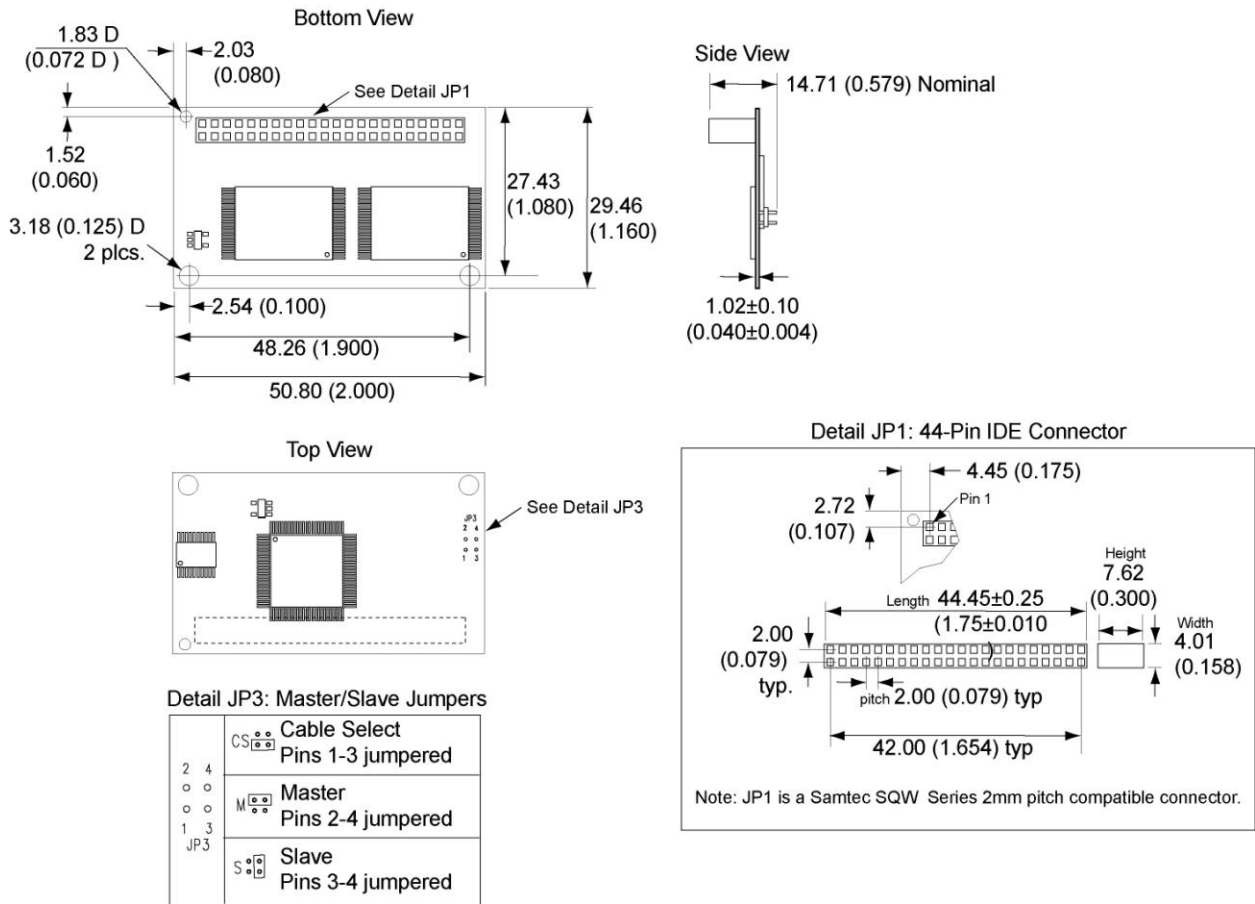 Bottom View
1.83 D
(0.072 D )
2.03
(0.080)
See Detail JP1
1.52
(0.060)
3.18 (0.125) D
2 plcs.
27.43
(1.080)
29.46
(1.160)
2.54 (0.100)
48.26 (1.900)
50.80 (2.000)
Side View
14.71 (0.579) Nominal
1.02±0.10
(0.040±0.004)
Top View
See Detail JP3
JP3
2 4
1 3
Detail JP3: Master/Slave Jumpers
2 4
1 3
JP3
CS
Cable Select
Pins 1-3 jumpered
M
Master
Pins 2-4 jumpered
S
Slave
Pins 3-4 jumpered
Detail JP1: 44-Pin IDE Connector
4.45 (0.175)
Pin 1
2.72
(0.107)
Height
7.62
(0.300)
Length 44.45±0.25
(1.75±0.010
)
Width
4.01
(0.158)
2.00
(0.079)
typ.
pitch 2.00 (0.079) typ
42.00 (1.654) typ
Note: JP1 is a Samtec SQW Series 2mm pitch compatible connector.